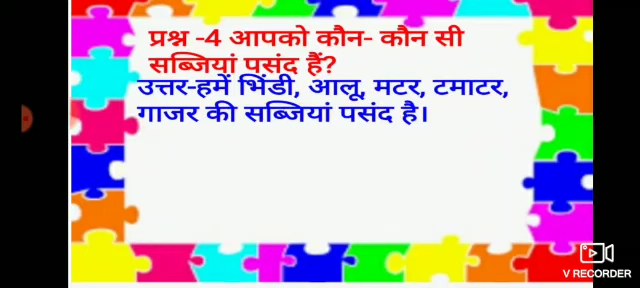 प्रश्न -4 आपको कौन- कौन सी
सब्जियां पसंद हैं?
उत्तर-हमें भिंडी, आलू, मटर, टमाटर,
गाजर की सब्जियां पसंद है।
V RECORDER